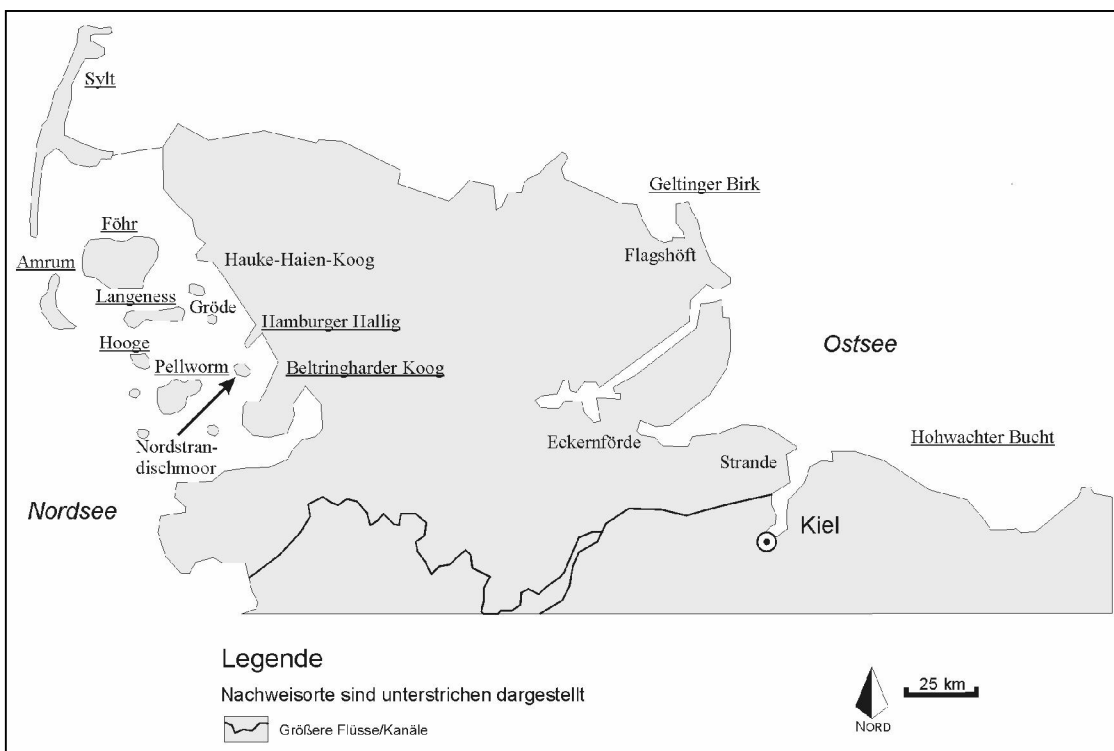 Sylt
Geltinger Birk
Föhr
Flagshöft
Hauke-Haien-Koog
Amrum
Langeness
Gröde
Hamburger Hallig
Hooge
Ostsee
Pellworm
Beltringharder Koog
Eckernförde
Hohwachter Bucht
Nordstran-
dischmoor
Strande
Nordsee
Kiel
Legende
Nachweisorte sind unterstrichen dargestellt
Größere Flüsse/Kanäle
25 km
NORD